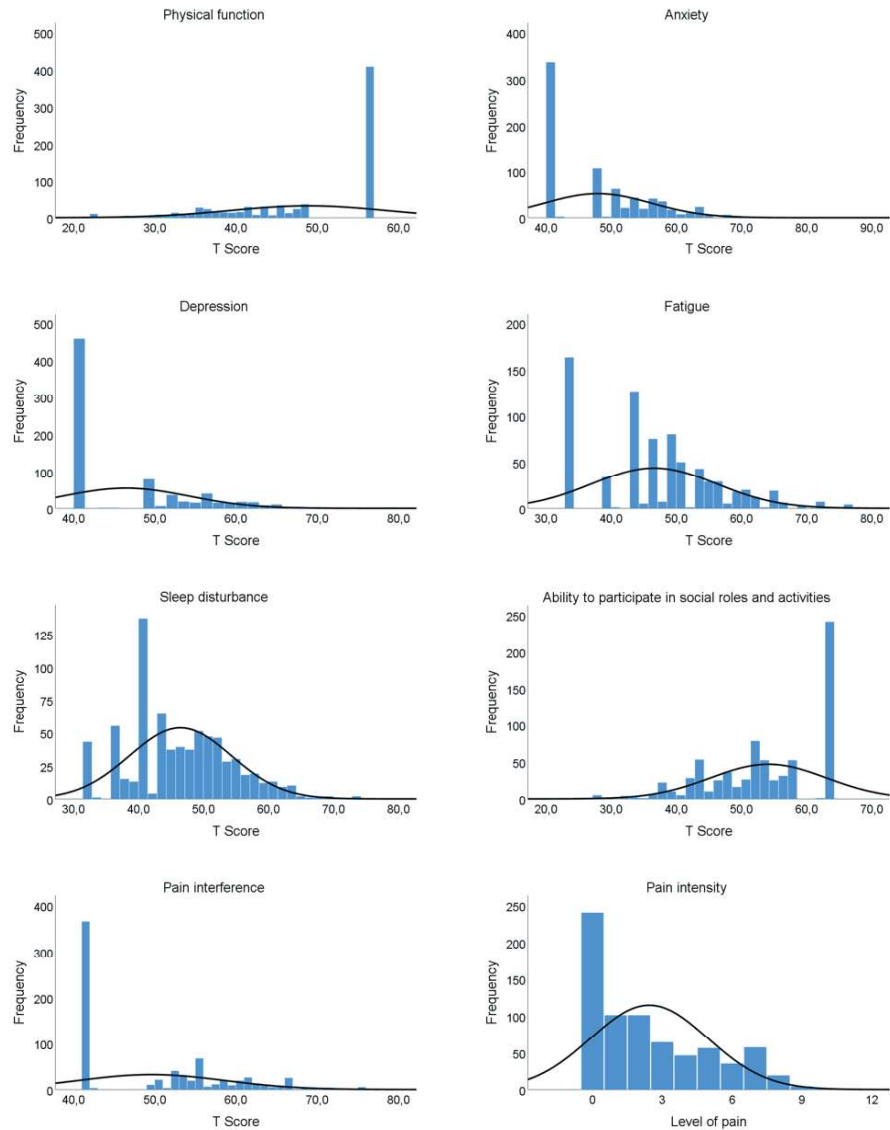 Physical function
500
400
300
200
100
0
Frequency
20,0 30,0 40,0 50,0 60,0
T Score
Anxiety
400
300
200
100
0
Frequency
40,0 50,0 60,0 70,0 80,0 90,0
T Score
Depression
500
400
300
200
100
0
Frequency
40,0 50,0 60,0 70,0 80,0
T Score
Fatigue
200
150
100
50
0
Frequency
30,0 40,0 50,0 60,0 70,0 80,0
T Score
Sleep disturbance
125
100
75
50
25
0
Frequency
30,0 40,0 50,0 60,0 70,0 80,0
T Score
Ability to participate in social roles and activities
250
200
150
100
50
0
Frequency
20,0 30,0 40,0 50,0 60,0 70,0
T Score
Pain interference
400
300
200
100
0
Frequency
40,0 50,0 60,0 70,0 80,0
T Score
Pain intensity
250
200
150
100
50
0
Frequency
0 3 6 9 12
Level of pain